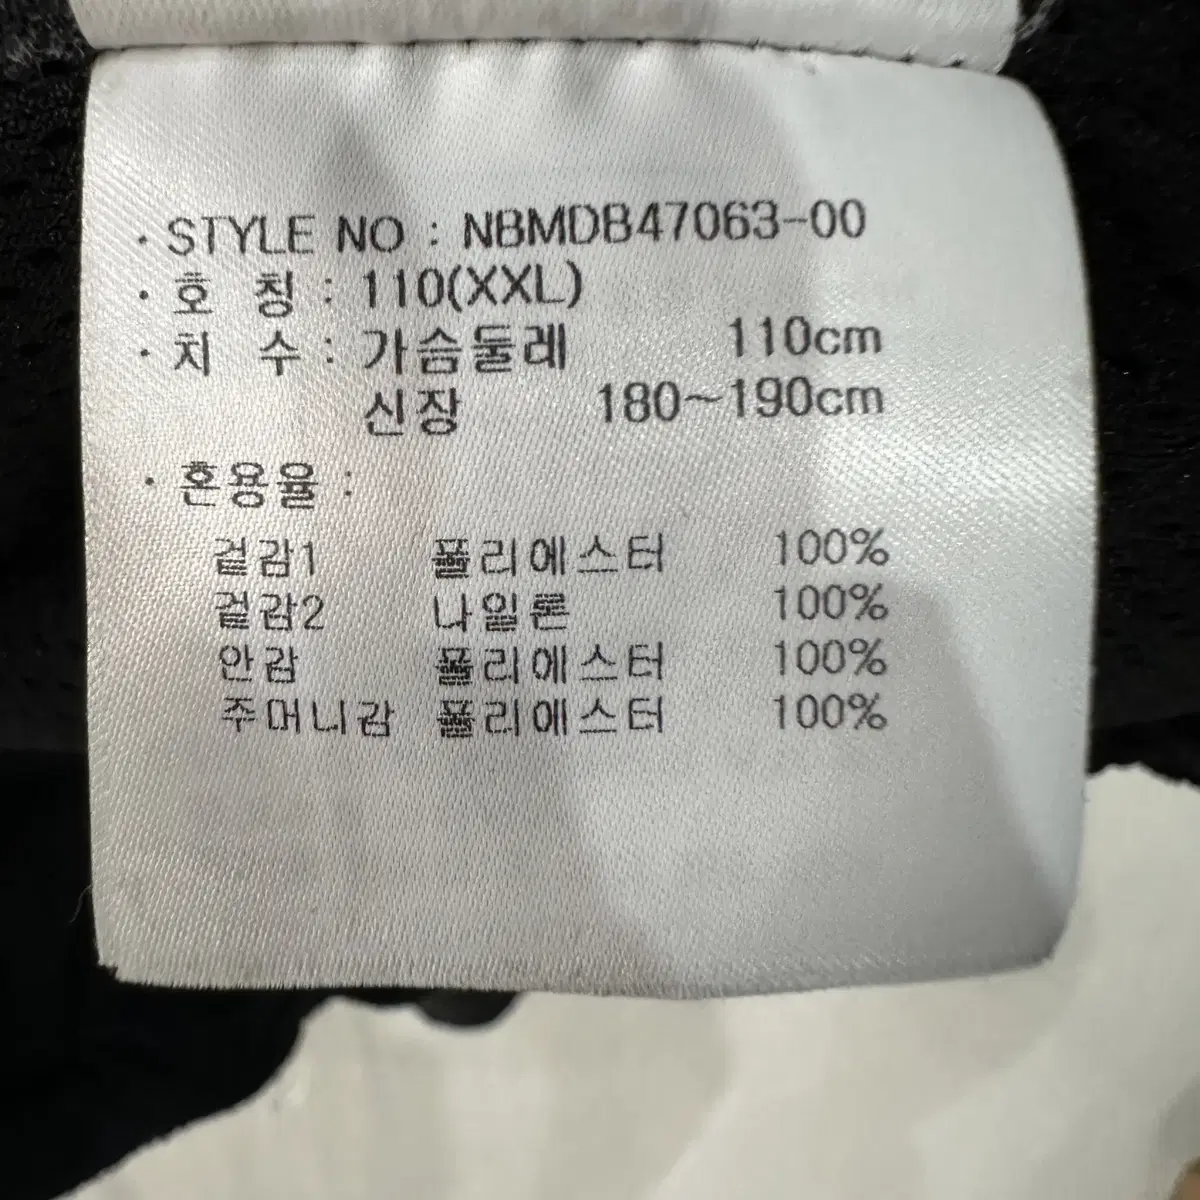 · STYLE NO : NBMDB47063-00
· 호 칭 : 110(XXL)
· 치 수 : 가슴둘레 110cm
신장 180~190cm
· 혼용율 :
겉감1 폴리에스터 100%
겉감2 나일론 100%
안감 폴리에스터 100%
주머니감 폴리에스터 100%